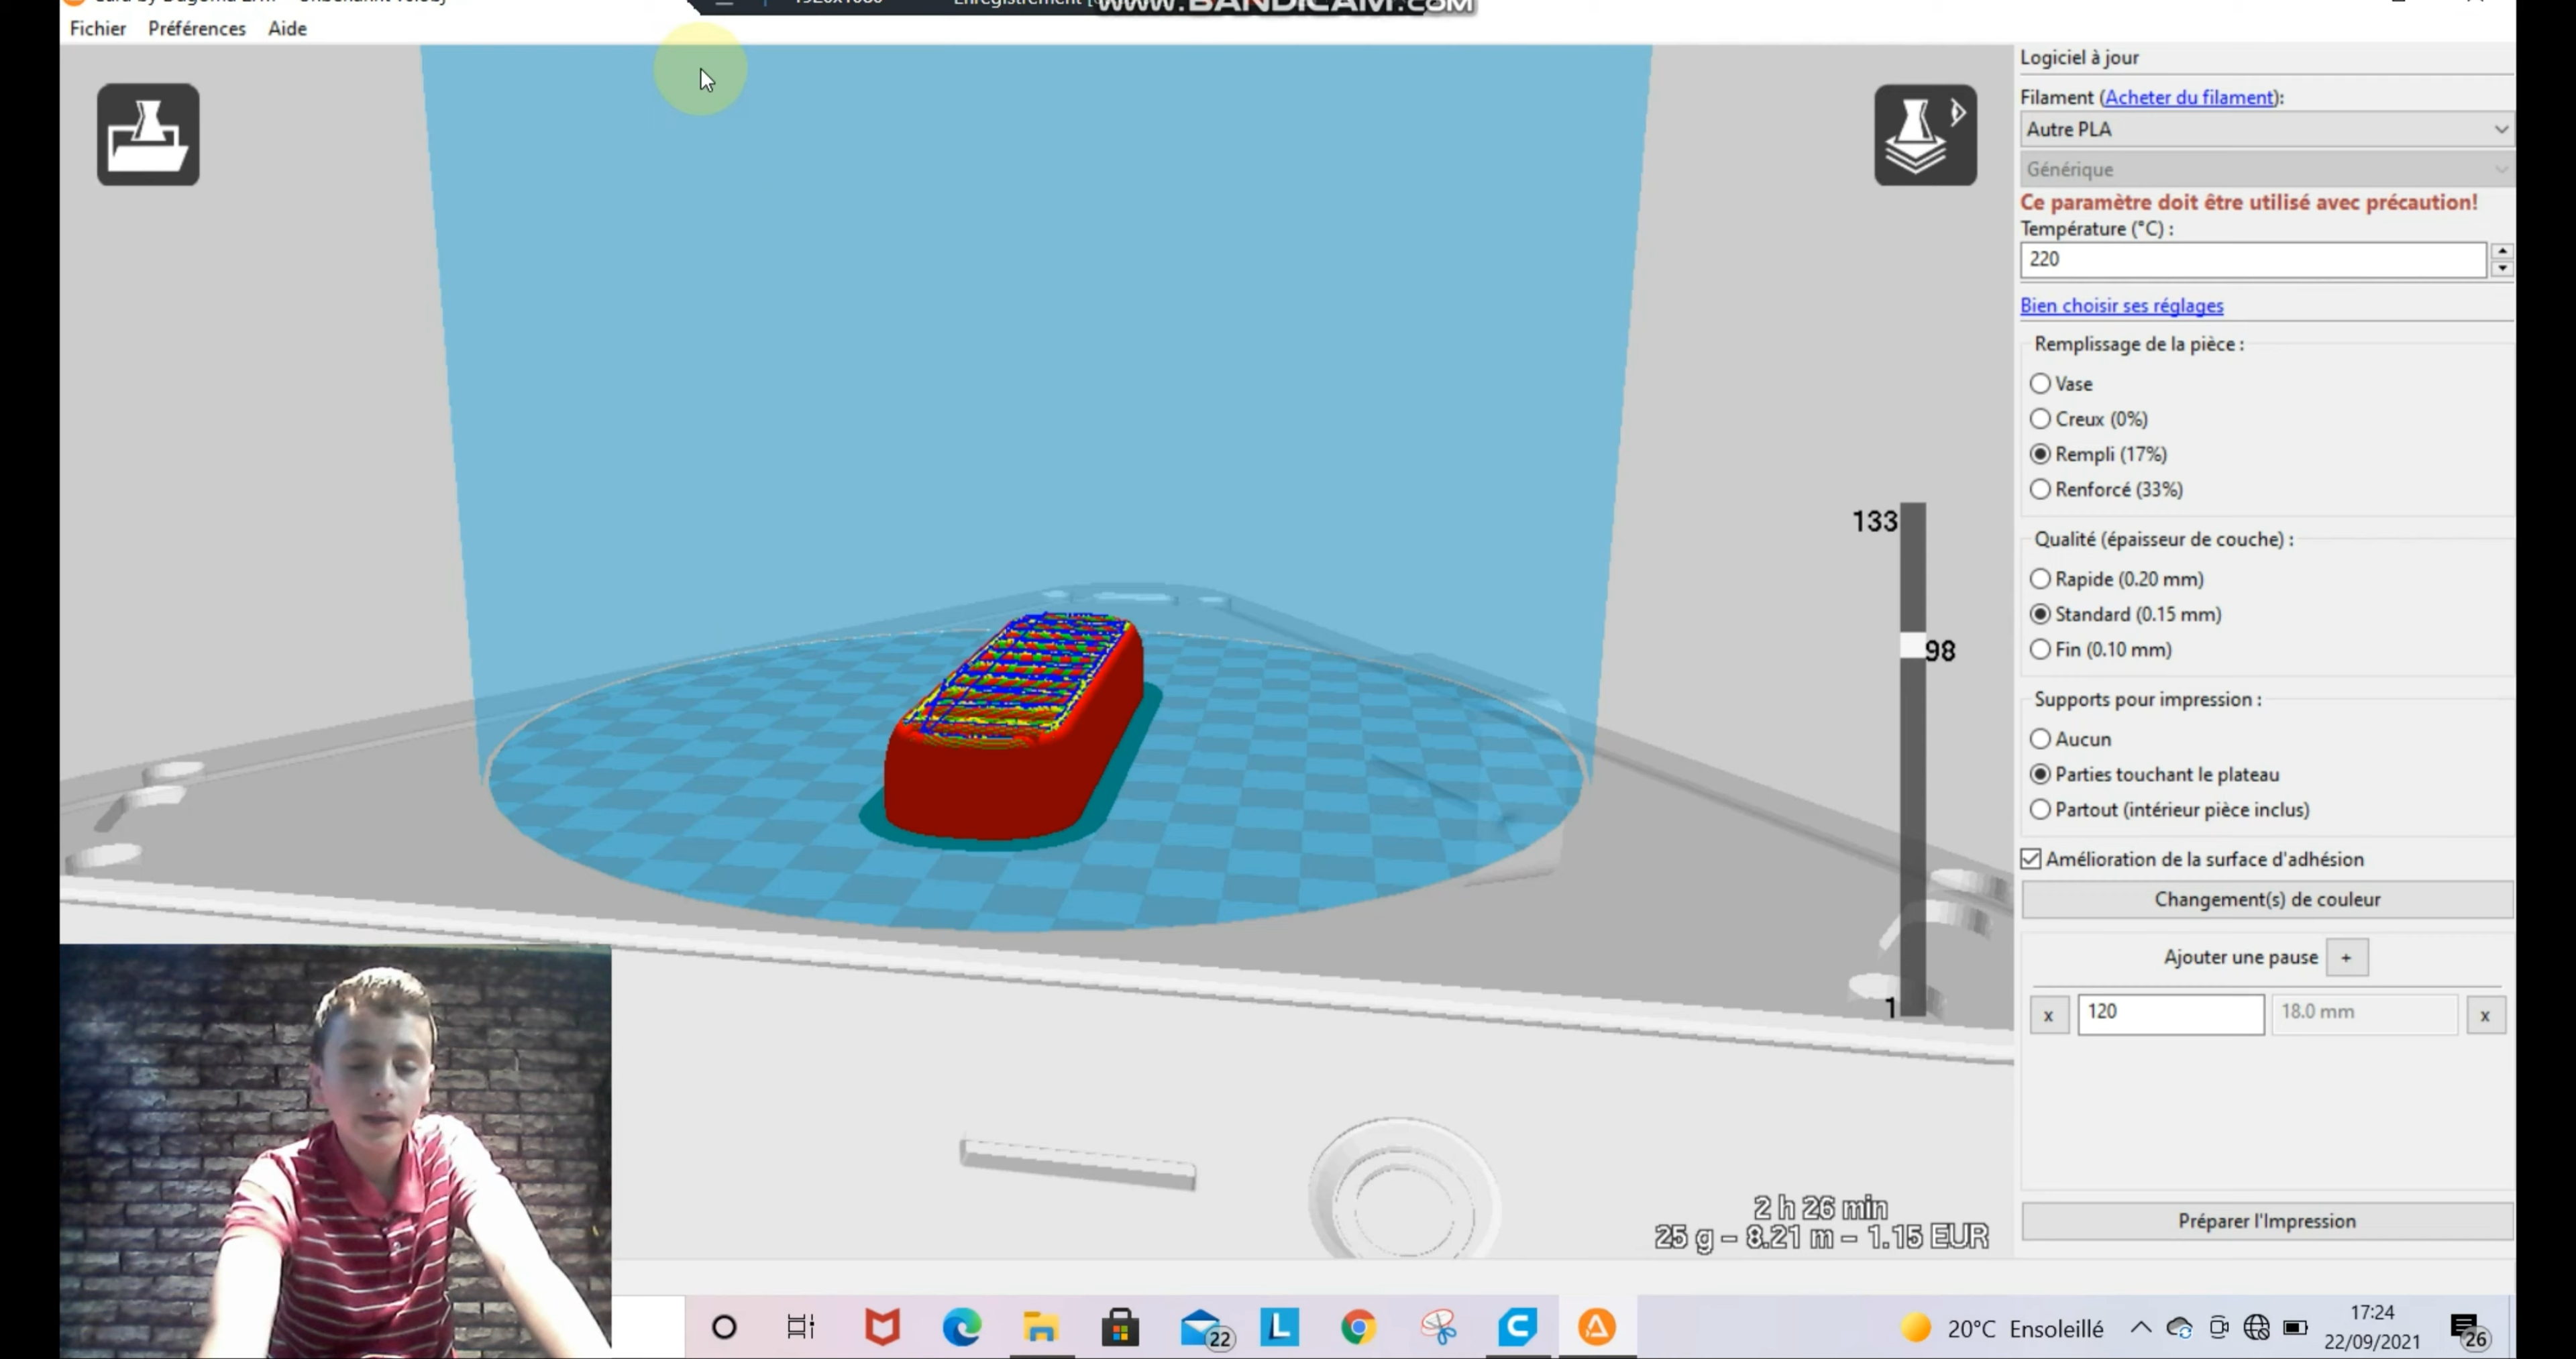 1920x1080
WWW.BANDICAM.COM
Fichier Préférences Aide
Logiciel à jour
Filament (Acheter du filament):
Autre PLA
Générique
Ce paramètre doit être utilisé avec précaution!
Température (°C) :
220
Bien choisir ses réglages
Remplissage de la pièce :
Vase
Creux (0%)
Rempli (17%)
Renforcé (33%)
Qualité (épaisseur de couche) :
Rapide (0.20 mm)
Standard (0.15 mm)
Fin (0.10 mm)
Supports pour impression :
Aucun
Parties touchant le plateau
Partout (intérieur pièce inclus)
Amélioration de la surface d'adhésion
Changement(s) de couleur
Ajouter une pause +
x 120 18.0 mm x
Préparer l'Impression
133
98
1
2 h 26 min
25 g - 8.21 m - 1.15 EUR
22
20°C Ensoleillé
17:24
22/09/2021
26